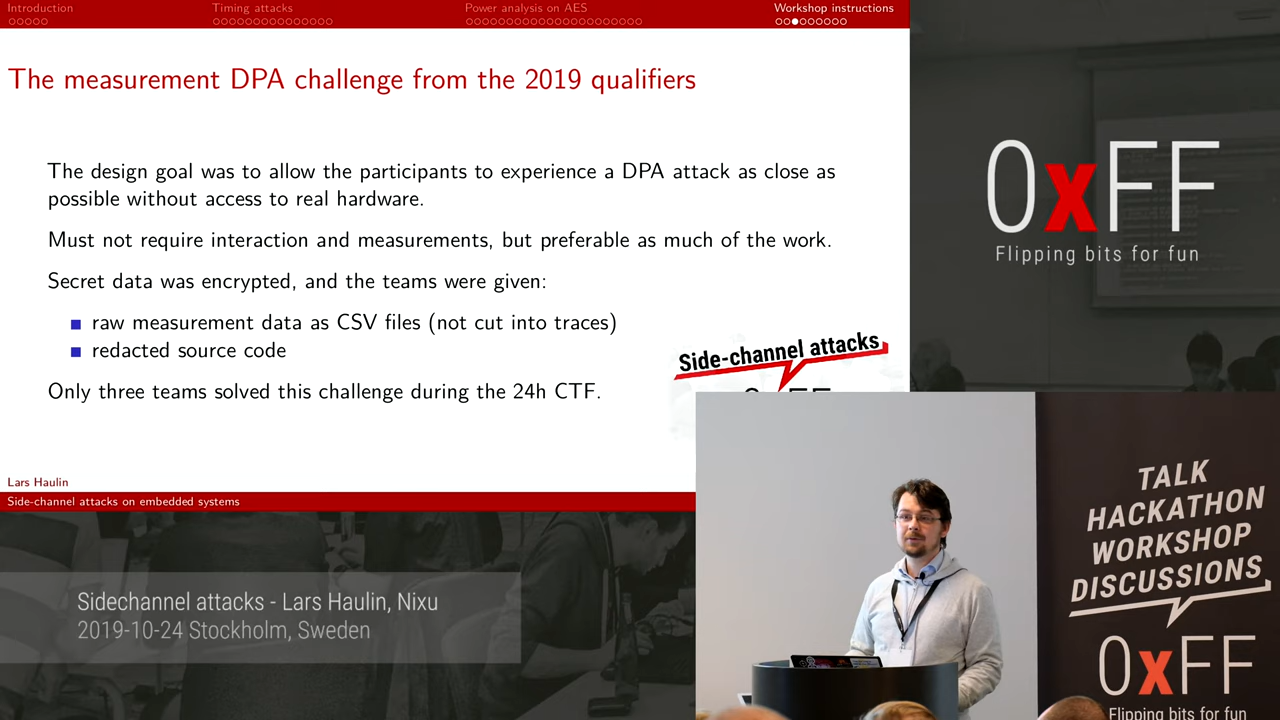 Introduction
Timing attacks
Power analysis on AES
Workshop instructions
The measurement DPA challenge from the 2019 qualifiers
The design goal was to allow the participants to experience a DPA attack as close as
possible without access to real hardware.
Must not require interaction and measurements, but preferable as much of the work.
Secret data was encrypted, and the teams were given:
raw measurement data as CSV files (not cut into traces)
redacted source code
Only three teams solved this challenge during the 24h CTF.
Side-channel attacks
Lars Haulin
Side-channel attacks on embedded systems
0xFF
Flipping bits for fun
Sidechannel attacks - Lars Haulin, Nixu
2019-10-24 Stockholm, Sweden
TALK
HACKATHON
WORKSHOP
DISCUSSIONS
0xFF
Flipping bits for fun